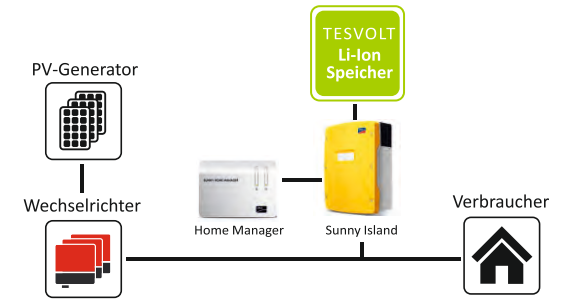 TESVOLT
Li-Ion
Speicher
PV-Generator
Wechselrichter
Home Manager
Sunny Island
Verbraucher